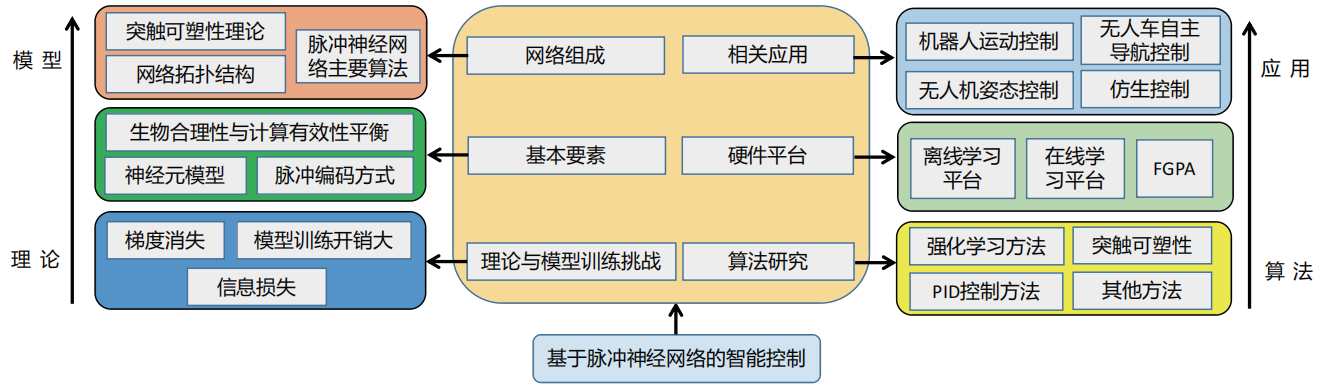 模型
理论
突触可塑性理论
网络拓扑结构
脉冲神经网
络主要算法
生物合理性与计算有效性平衡
神经元模型
脉冲编码方式
梯度消失
模型训练开销大
信息损失
网络组成
相关应用
基本要素
硬件平台
理论与模型训练挑战
算法研究
基于脉冲神经网络的智能控制
机器人运动控制
无人车自主
导航控制
无人机姿态控制
仿生控制
离线学习
平台
在线学
习平台
FGPA
强化学习方法
突触可塑性
PID控制方法
其他方法
应用
算法